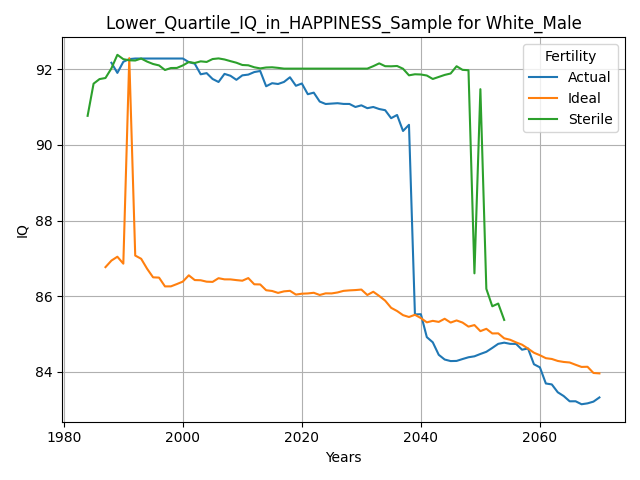 Lower_Quartile_IQ_in_HAPPINESS_Sample for White_Male
Fertility
Actual
Ideal
Sterile
IQ
92
90
88
86
84
1980
2000
2020
2040
2060
Years